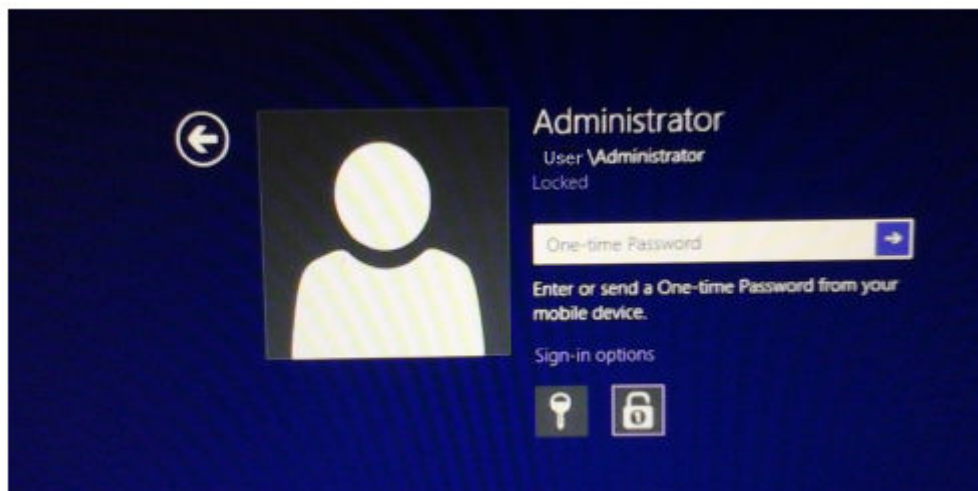 Administrator
User \Administrator
Locked
One-time Password
Enter or send a One-time Password from your
mobile device.
Sign-in options
1